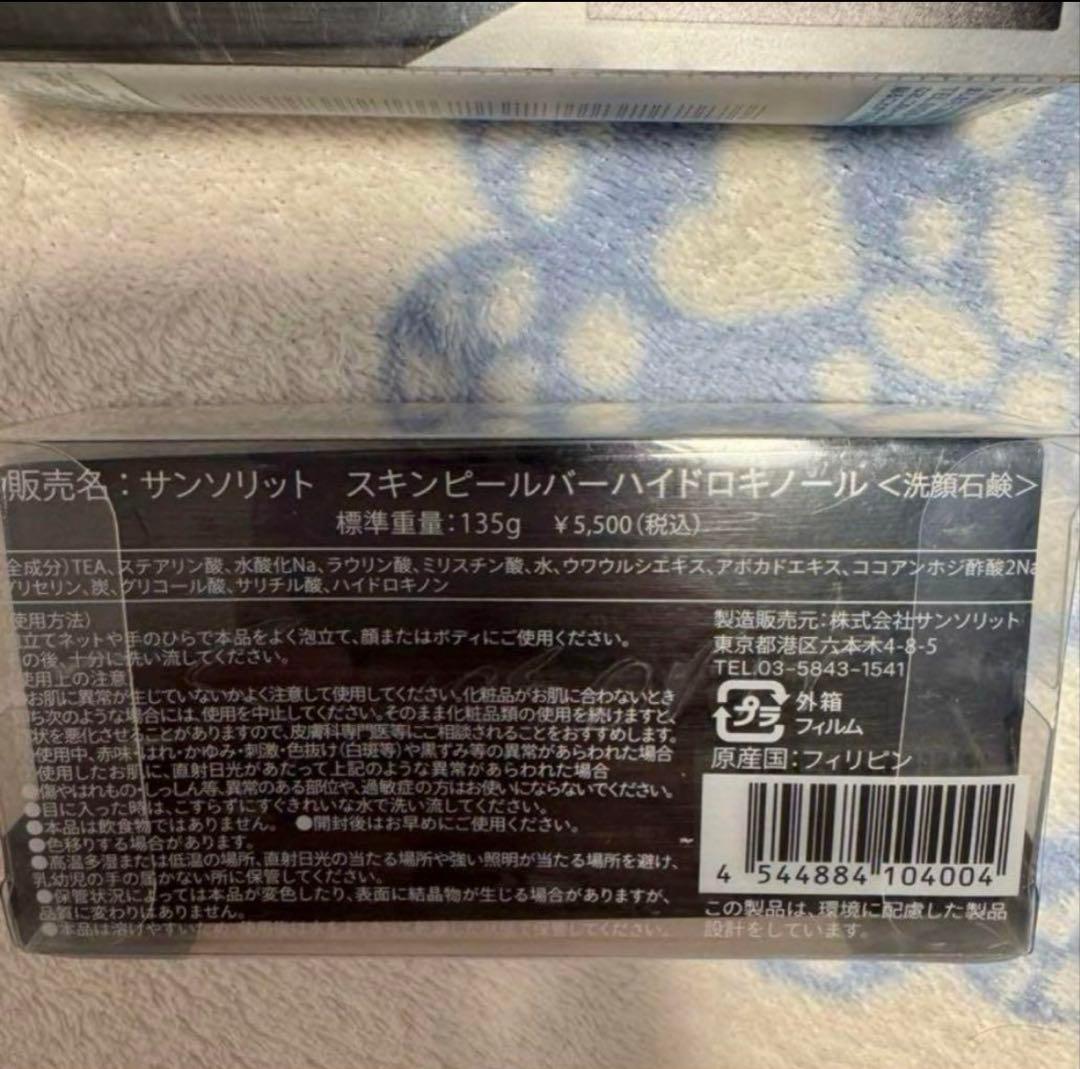 販売名：サンソリット　スキンピールバーハイドロキノール＜洗顔石鹸＞
標準重量：135g　￥5,500（税込）
全成分）TEA、ステアリン酸、水酸化Na、ラウリン酸、ミリスチン酸、水、ウワウルシエキス、アボカドエキス、ココアンホジ酢酸2Na
グリセリン、炭、グリコール酸、サリチル酸、ハイドロキノン
使用方法）
泡立てネットや手のひらで本品をよく泡立て、顔またはボディにご使用ください。
の後、十分に洗い流してください。
使用上の注意
お肌に異常が生じていないかよく注意して使用してください。化粧品がお肌に合わないとき
即ち次のような場合には、使用を中止してください。そのまま化粧品類の使用を続けますと、
症状を悪化させることがありますので、皮膚科専門医等にご相談されることをおすすめします。
使用中、赤味・はれ・かゆみ・刺激・色抜け（白斑等）や黒ずみ等の異常があらわれた場合
使用したお肌に、直射日光があたって上記のような異常があらわれた場合
●傷やはれもの・しっしん等、異常のある部位や、過敏症の方はお使いにならないでください。
●目に入った時は、こすらずにすぐきれいな水で洗い流してください。
●本品は飲食物ではありません。　●開封後はお早めにご使用ください。
●色移りする場合があります。
●高温多湿または低温の場所、直射日光の当たる場所や強い照明が当たる場所を避け、
乳幼児の手の届かない所に保管してください。
●保管状況によっては本品が変色したり、表面に結晶物が生じる場合がありますが、
品質に変わりはありません。
●本品は溶けやすいため、
製造販売元：株式会社サンソリット
東京都港区六本木4-8-5
TEL.03-5843-1541
プラ
外箱
フィルム
原産国：フィリピン
4 544884 104004
この製品は、環境に配慮した製品
設計をしています。